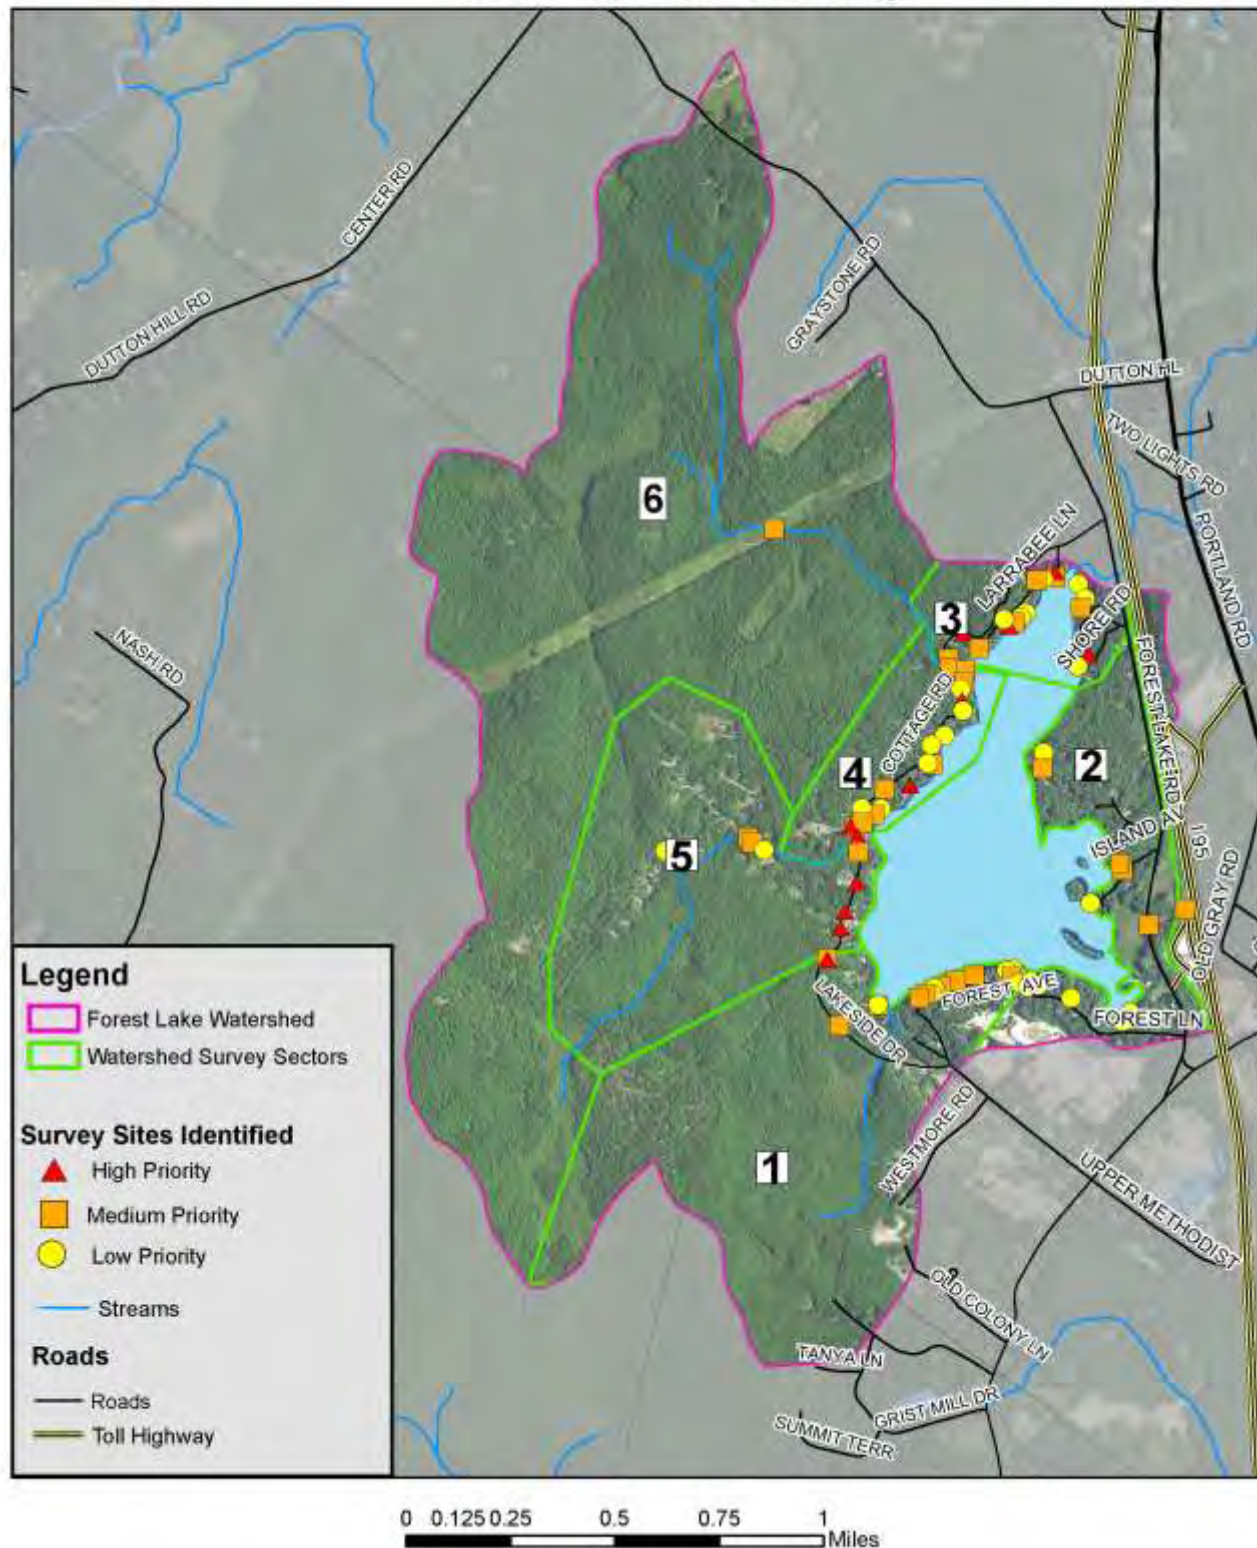 CENTER RD
DUTTON HILL RD
GRAYSTONE RD
DUTTON HL
TWO LIGHTS RD
PORTLAND RD
6
LARRABEE LN
3
SHORE RD
NASH RD
FOREST LAKE RD
COTTAGE RD
4
2
ISLAND AV
I 95
5
OLD GRAY RD
LAKESIDE DR
FOREST AVE
FOREST LN
1
WESTMORE RD
UPPER METHODIST
OLD COLONY LN
TANYA LN
GRIST MILL DR
SUMMIT TERR
Legend
Forest Lake Watershed
Watershed Survey Sectors
Survey Sites Identified
High Priority
Medium Priority
Low Priority
Streams
Roads
Roads
Toll Highway
0 0.125 0.25 0.5 0.75 1
Miles